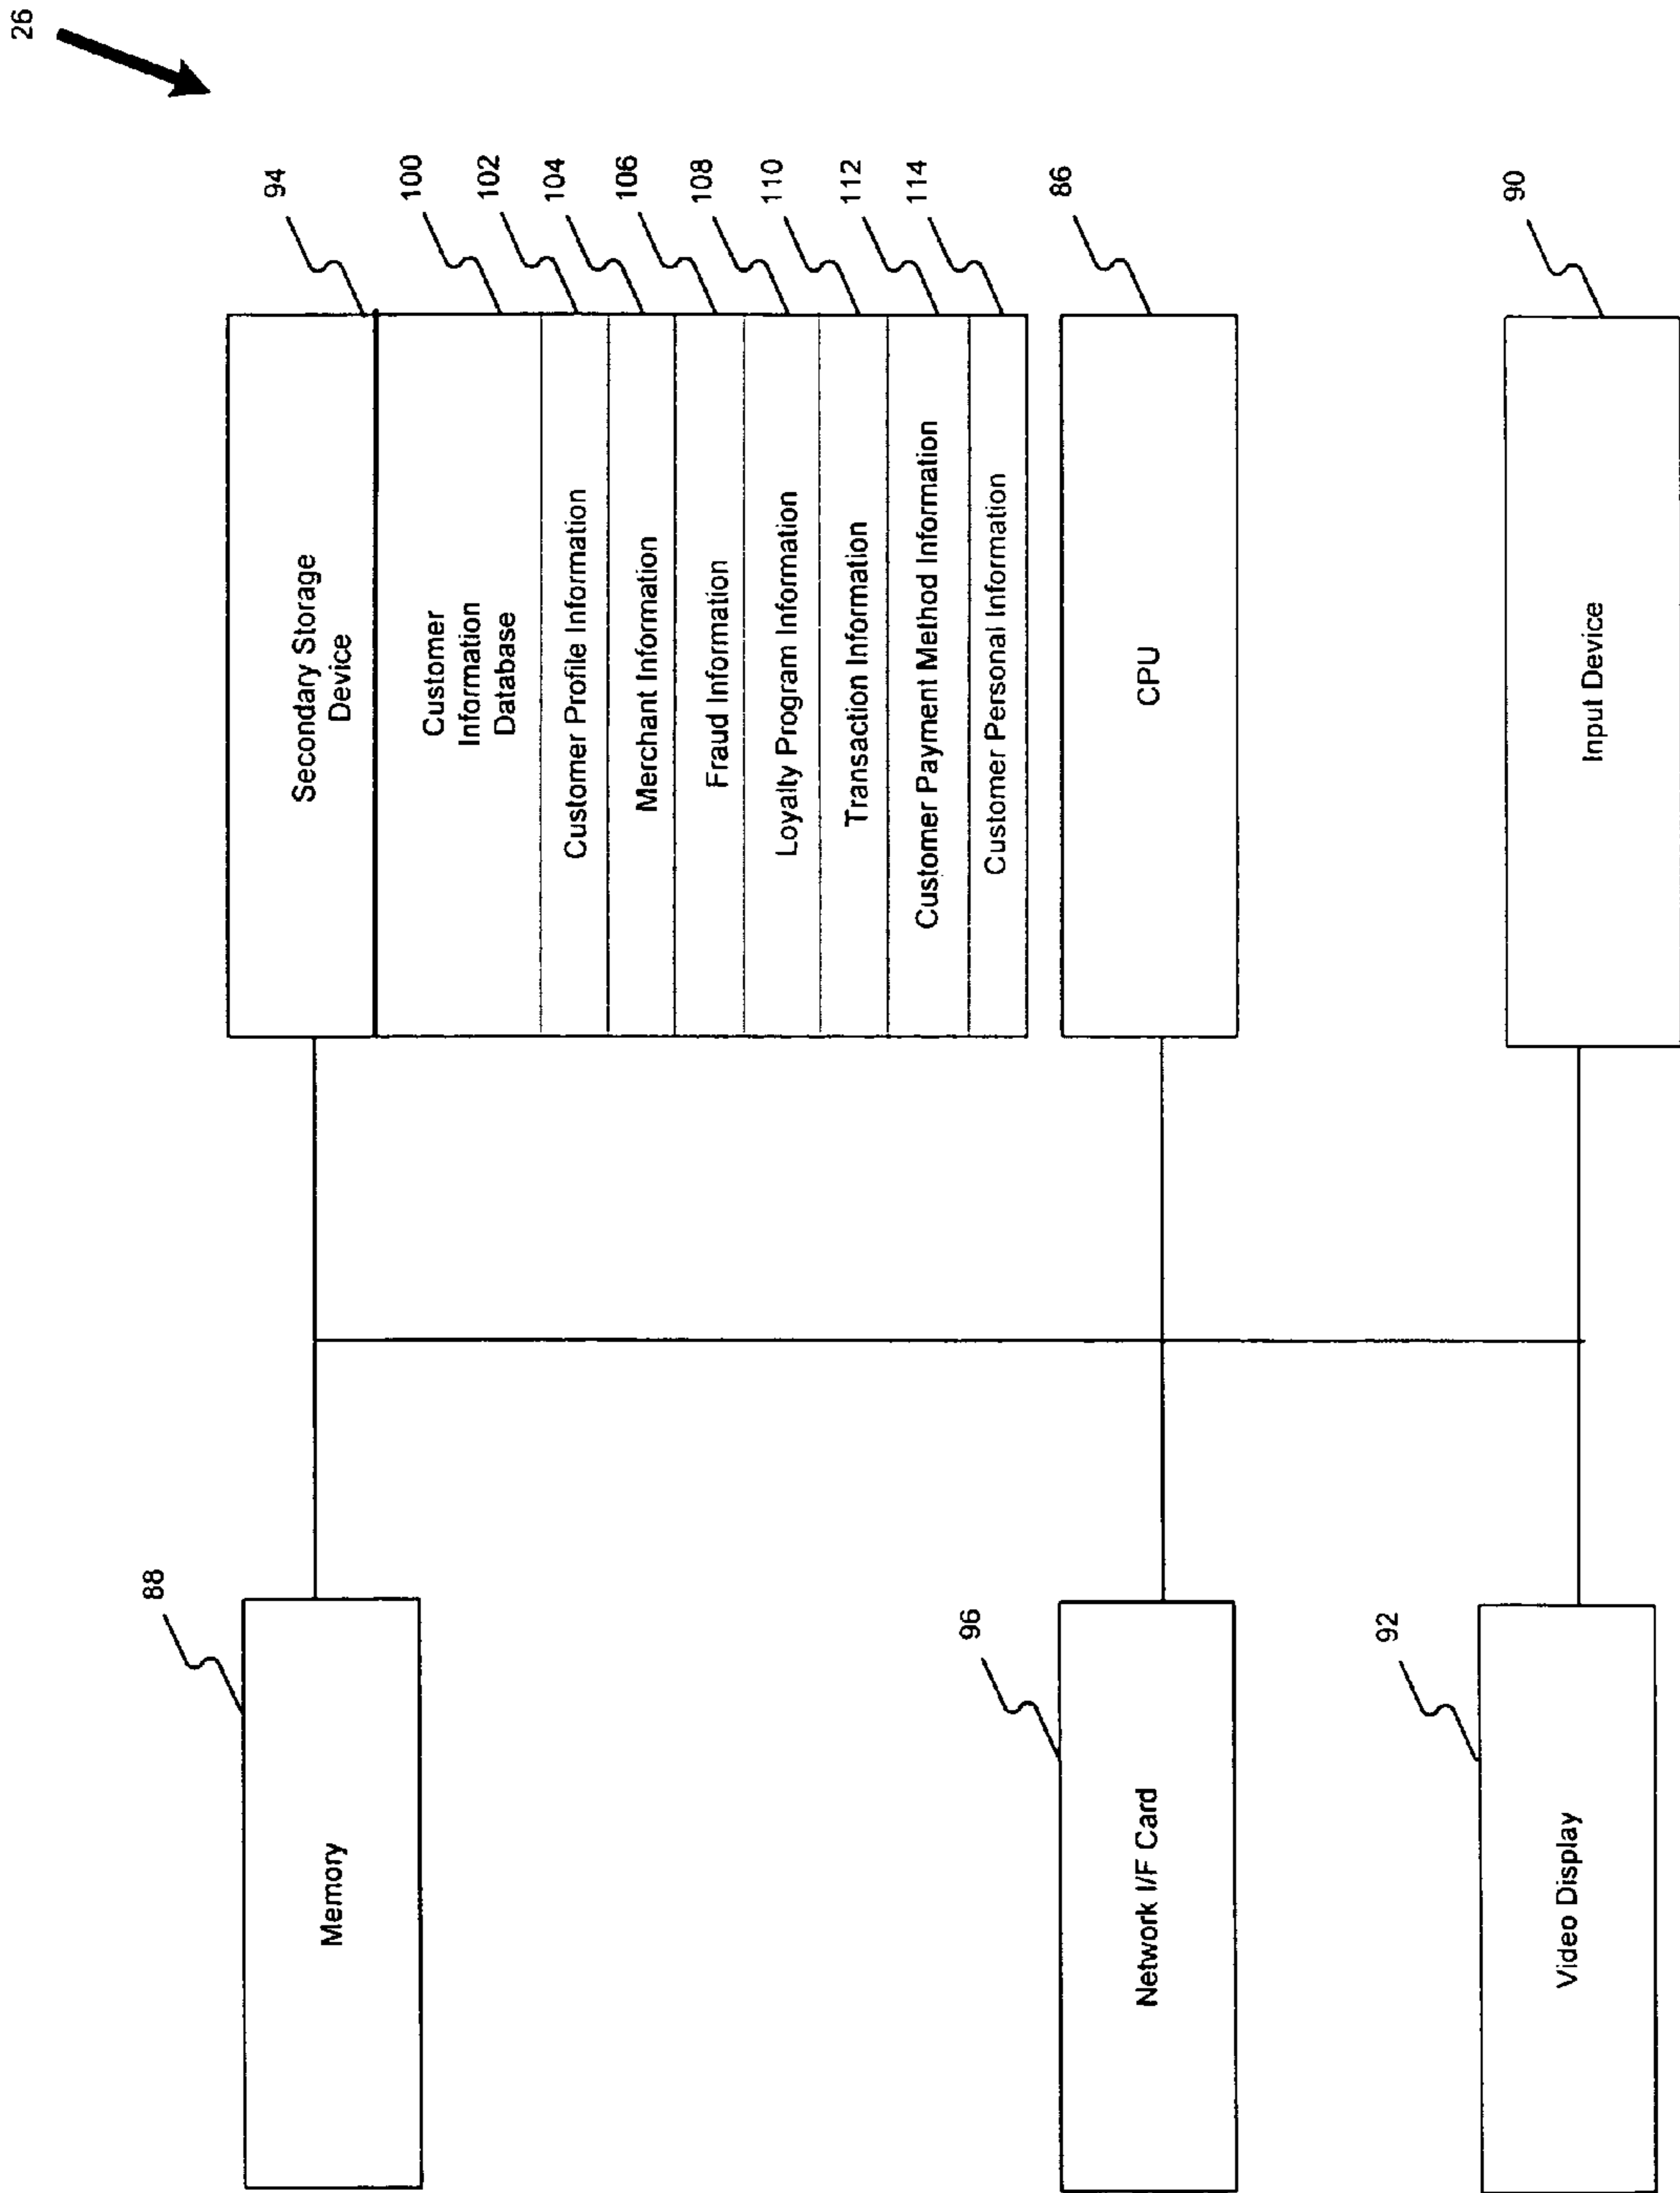 26
88
Memory
94
Secondary Storage
Device
100
Customer
Information
Database
102
Customer Profile Information
104
Merchant Information
106
Fraud Information
108
Loyalty Program Information
110
Transaction Information
112
Customer Payment Method Information
114
Customer Personal Information
96
Network I/F Card
86
CPU
92
Video Display
90
Input Device